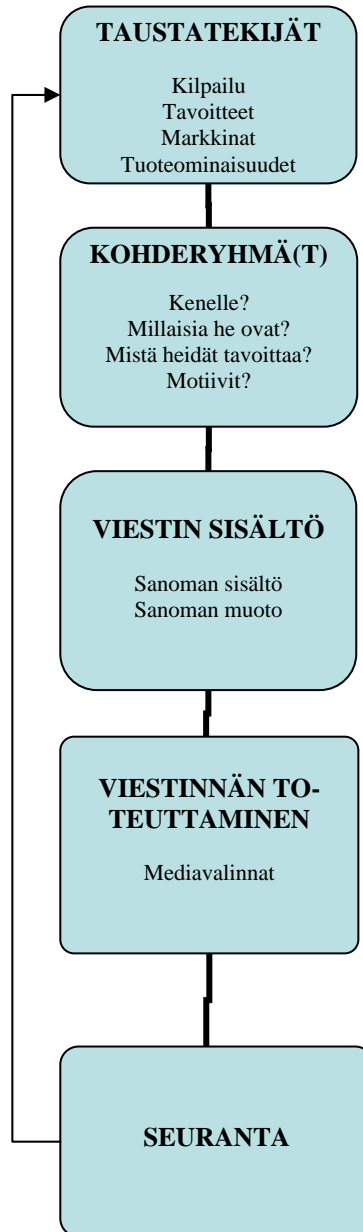 TAUSTATEKIJÄT
Kilpailu
Tavoitteet
Markkinat
Tuoteominaisuudet
KOHDERYHMÄ(T)
Kenelle?
Millaisia he ovat?
Mistä heidät tavoittaa?
Motiivit?
VIESTIN SISÄLTÖ
Sanoman sisältö
Sanoman muoto
VIESTINNÄN TO-
TEUTTAMINEN
Mediavalinnat
SEURANTA